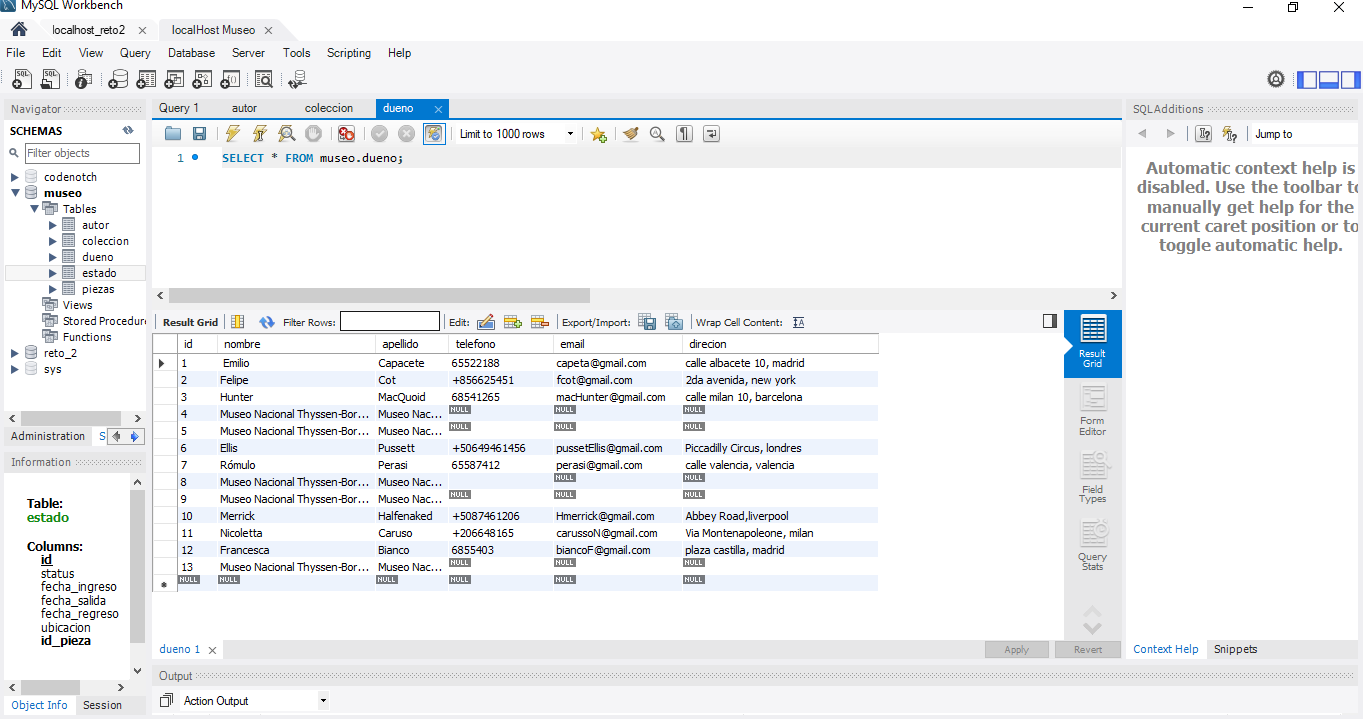 MySQL Workbench
localhost_reto2 localHost Museo
File Edit View Query Database Server Tools Scripting Help
Navigator
SCHEMAS
Filter objects
codenotch
museo
Tables
autor
coleccion
dueno
estado
piezas
Views
Stored Procedur
Functions
reto_2
sys
Administration S
Information
Table:
estado
Columns:
id
status
fecha_ingreso
fecha_salida
fecha_regreso
ubicacion
id_pieza
Object Info Session
Query 1 autor coleccion dueno
Limit to 1000 rows
1 SELECT * FROM museo.dueno;
Result Grid Filter Rows: Edit: Export/Import: Wrap Cell Content:
id nombre apellido telefono email direcion
1 Emilio Capacete 65522188 capeta@gmail.com calle albacete 10, madrid
2 Felipe Cot +856625451 fcot@gmail.com 2da avenida, new york
3 Hunter MacQuoid 68541265 macHunter@gmail.com calle milan 10, barcelona
4 Museo Nacional Thyssen-Bor... Museo Nac... NULL NULL NULL
5 Museo Nacional Thyssen-Bor... Museo Nac... NULL NULL NULL
6 Ellis Pussett +50649461456 pussetEllis@gmail.com Piccadilly Circus, londres
7 Rómulo Perasi 65587412 perasi@gmail.com calle valencia, valencia
8 Museo Nacional Thyssen-Bor... Museo Nac... NULL NULL
9 Museo Nacional Thyssen-Bor... Museo Nac... NULL NULL NULL
10 Merrick Halfenaked +5087461206 Hmerrick@gmail.com Abbey Road,liverpool
11 Nicoletta Caruso +206648165 carussoN@gmail.com Via Montenapoleone, milan
12 Francesca Bianco 6855403 biancoF@gmail.com plaza castilla, madrid
13 Museo Nacional Thyssen-Bor... Museo Nac... NULL NULL NULL
NULL NULL NULL NULL NULL NULL
Result
Grid
Form
Editor
Field
Types
Query
Stats
dueno 1 Apply Revert
Output
Action Output
SQLAdditions
Jump to
Automatic context help is
disabled. Use the toolbar to
manually get help for the
current caret position or to
toggle automatic help.
Context Help Snippets